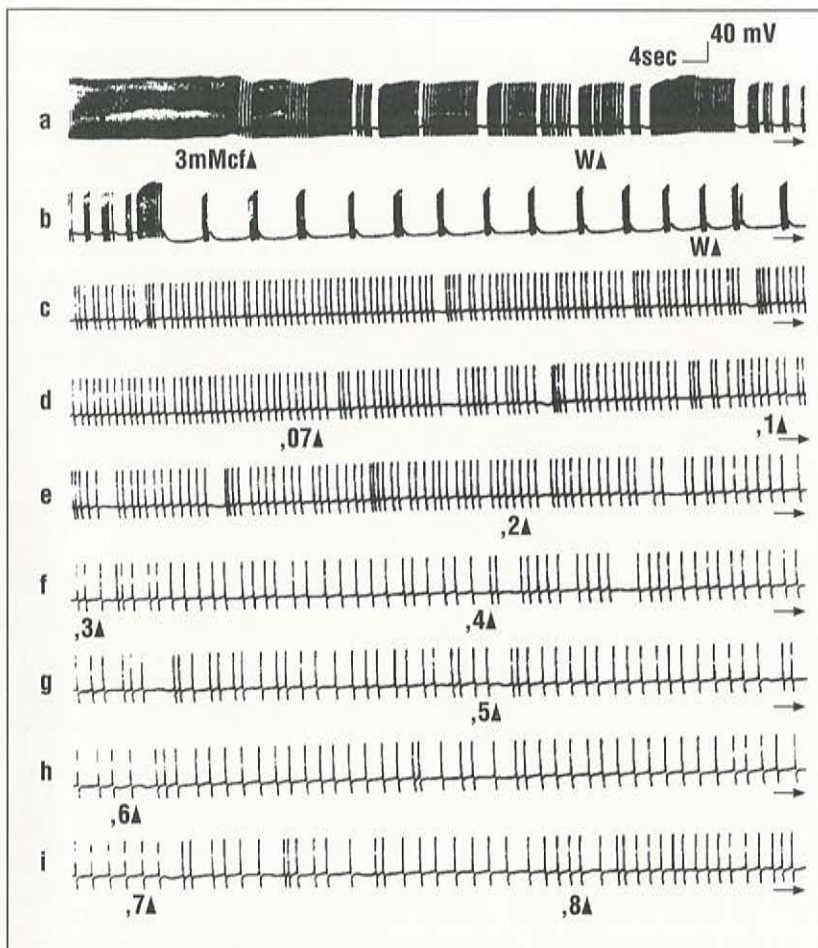 40 mV
4sec
a
3mMcf▲ W▲
b
W▲
c
d
,07▲ ,1▲
e
,2▲
f
,3▲ ,4▲
g
,5▲
h
,6▲
i
,7▲ ,8▲